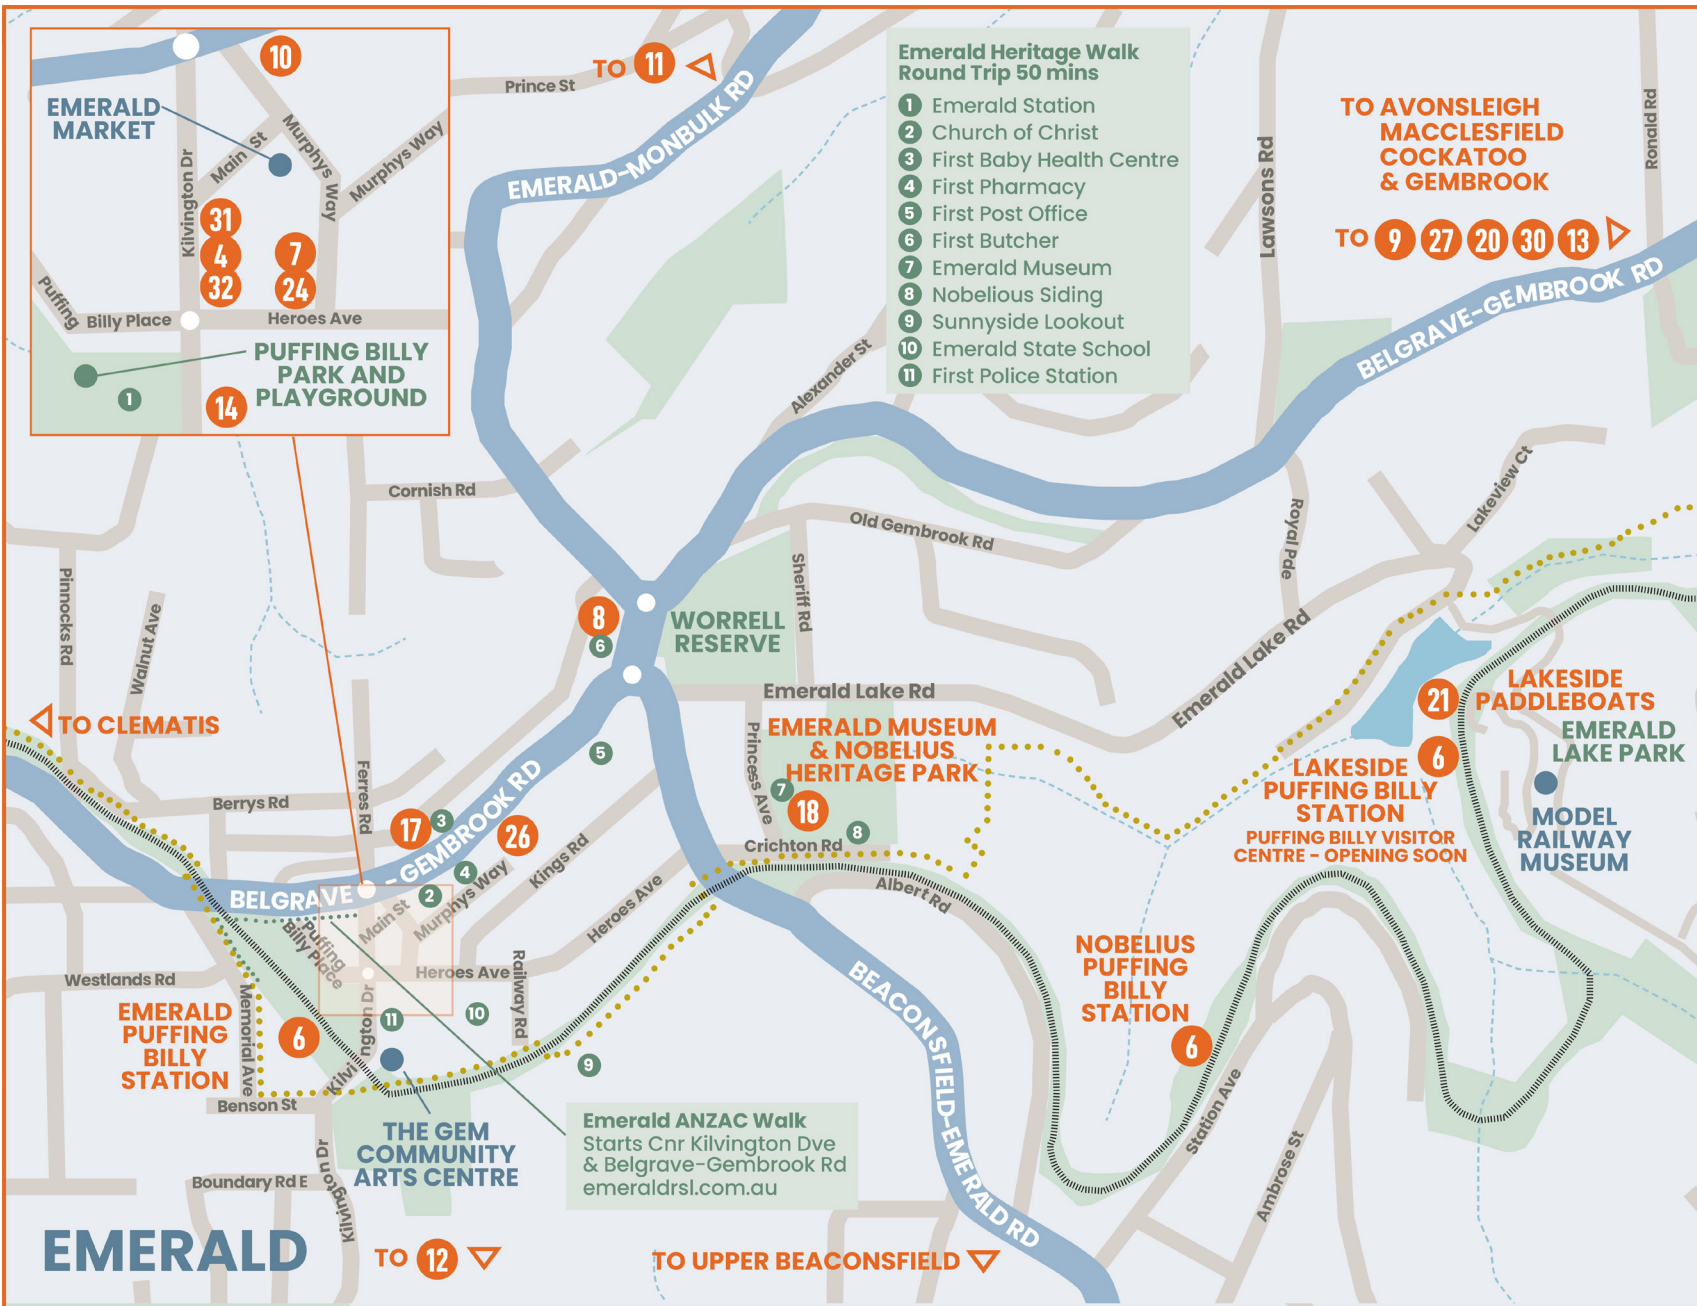 10
EMERALD
MARKET
Kilvington Dr
Main St
Murphys Way
Murphys Way
31
4
32
7
24
Puffing
Billy Place
Heroes Ave
PUFFING BILLY
PARK AND
PLAYGROUND
1
14
Prince St
TO 11
EMERALD-MONBULK RD
Emerald Heritage Walk
Round Trip 50 mins
1 Emerald Station
2 Church of Christ
3 First Baby Health Centre
4 First Pharmacy
5 First Post Office
6 First Butcher
7 Emerald Museum
8 Nobelious Siding
9 Sunnyside Lookout
10 Emerald State School
11 First Police Station
Lawsons Rd
Ronald Rd
TO AVONSLEIGH
MACCLESFIELD
COCKATOO
& GEMBROOK
TO 9 27 20 30 13
BELGRAVE-GEMBROOK RD
Alexander St
Cornish Rd
Old Gembrook Rd
Royal Pde
Lakeview Ct
Pinnocks Rd
Walnut Ave
Sheriff Rd
8
6
WORRELL
RESERVE
Emerald Lake Rd
Emerald Lake Rd
TO CLEMATIS
Berrys Rd
Ferres Rd
5
Princess Ave
EMERALD MUSEUM
& NOBELIUS
HERITAGE PARK
7
18
8
Crichton Rd
21
LAKESIDE
PADDLEBOATS
EMERALD
LAKE PARK
6
LAKESIDE
PUFFING BILLY
STATION
PUFFING BILLY VISITOR
CENTRE - OPENING SOON
MODEL
RAILWAY
MUSEUM
17
3
26
BELGRAVE - GEMBROOK RD
4
2
Kings Rd
Main St
Murphys Way
Puffing
Billy Place
Heroes Ave
Heroes Ave
Albert Rd
Westlands Rd
Memorial Ave
Railway Rd
EMERALD
PUFFING
BILLY
STATION
6
11
10
9
Kilvington Dr
Benson St
BEACONSFIELD-EMERALD RD
NOBELIUS
PUFFING
BILLY
STATION
6
Station Ave
Ambrose St
THE GEM
COMMUNITY
ARTS CENTRE
Emerald ANZAC Walk
Starts Cnr Kilvington Dve
& Belgrave-Gembrook Rd
emeraldrsl.com.au
Boundary Rd E
Kilvington Dr
EMERALD
TO 12
TO UPPER BEACONSFIELD